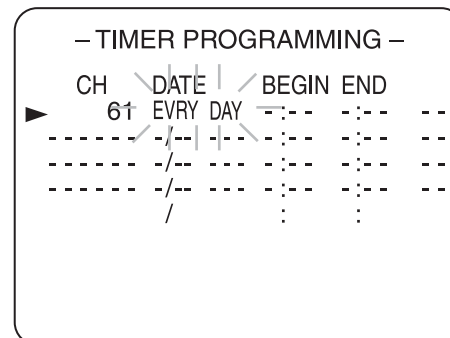 – TIMER PROGRAMMING –
CH DATE BEGIN END
► 61 EVRY DAY -:-- -:-- --
------ -/-- --- -:-- -:-- --
------ -/-- --- -:-- -:-- --
------ -/-- --- -:-- -:-- --
/ : :